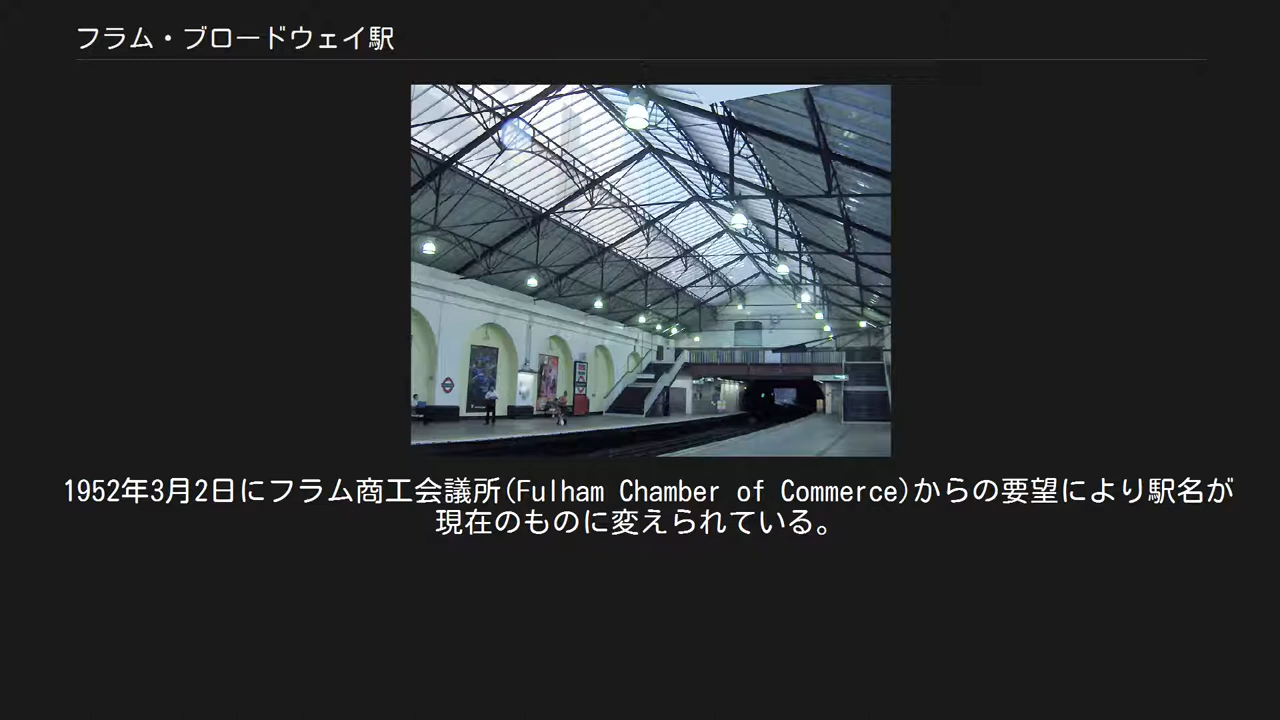 フラム・ブロードウェイ駅
1952年3月2日にフラム商工会議所(Fulham Chamber of Commerce)からの要望により駅名が
現在のものに変えられている。